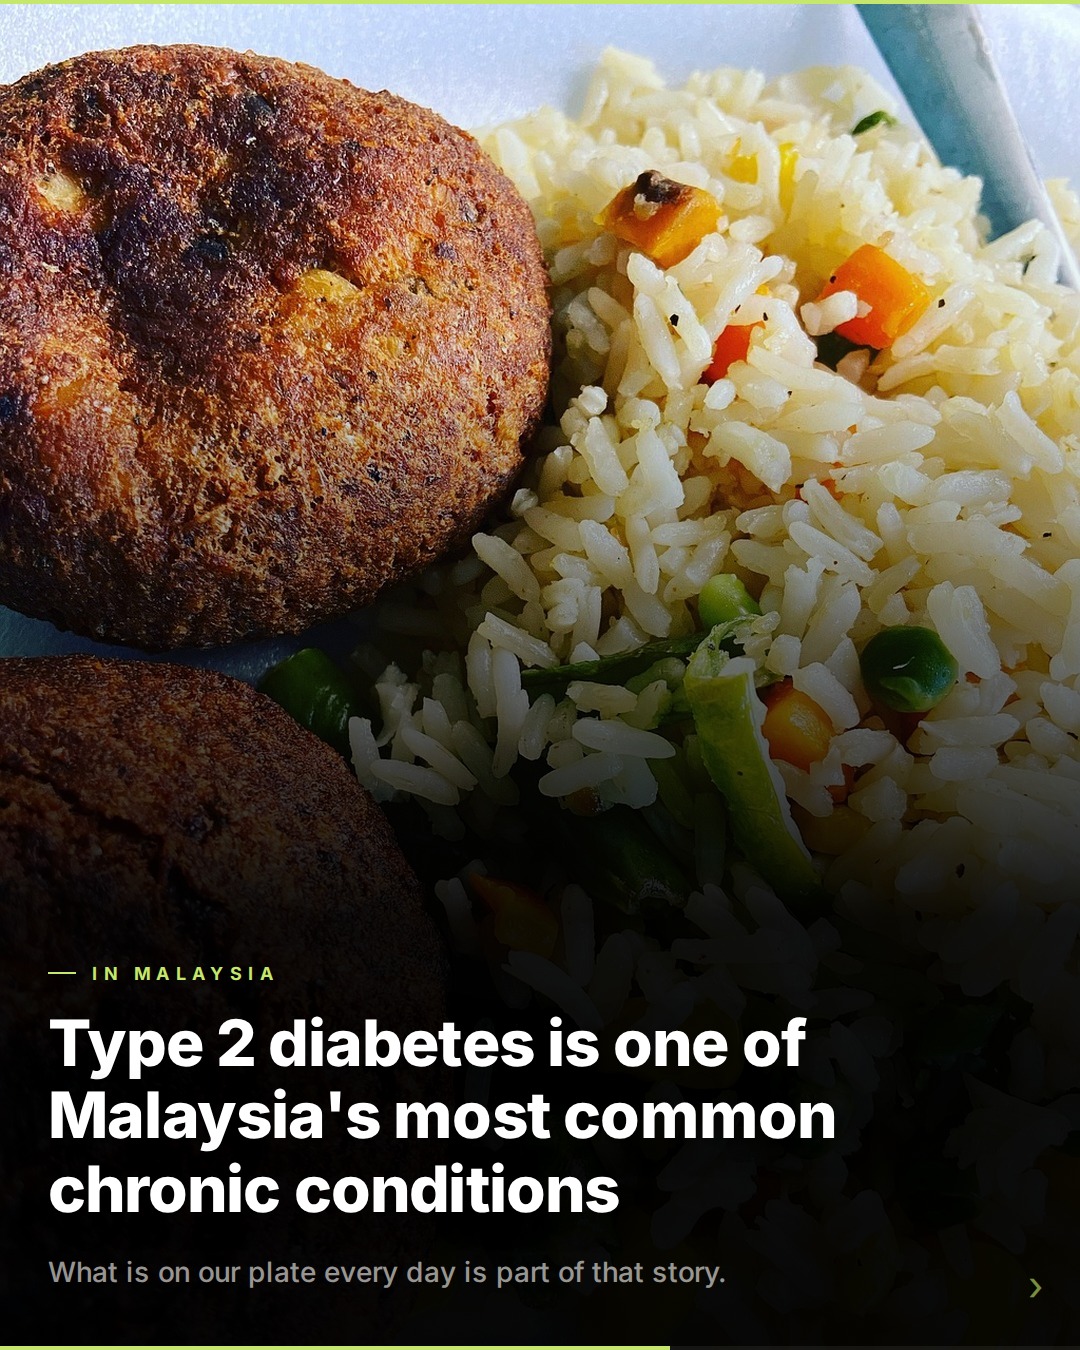 IN MALAYSIA
Type 2 diabetes is one of
Malaysia's most common
chronic conditions
What is on our plate every day is part of that story.